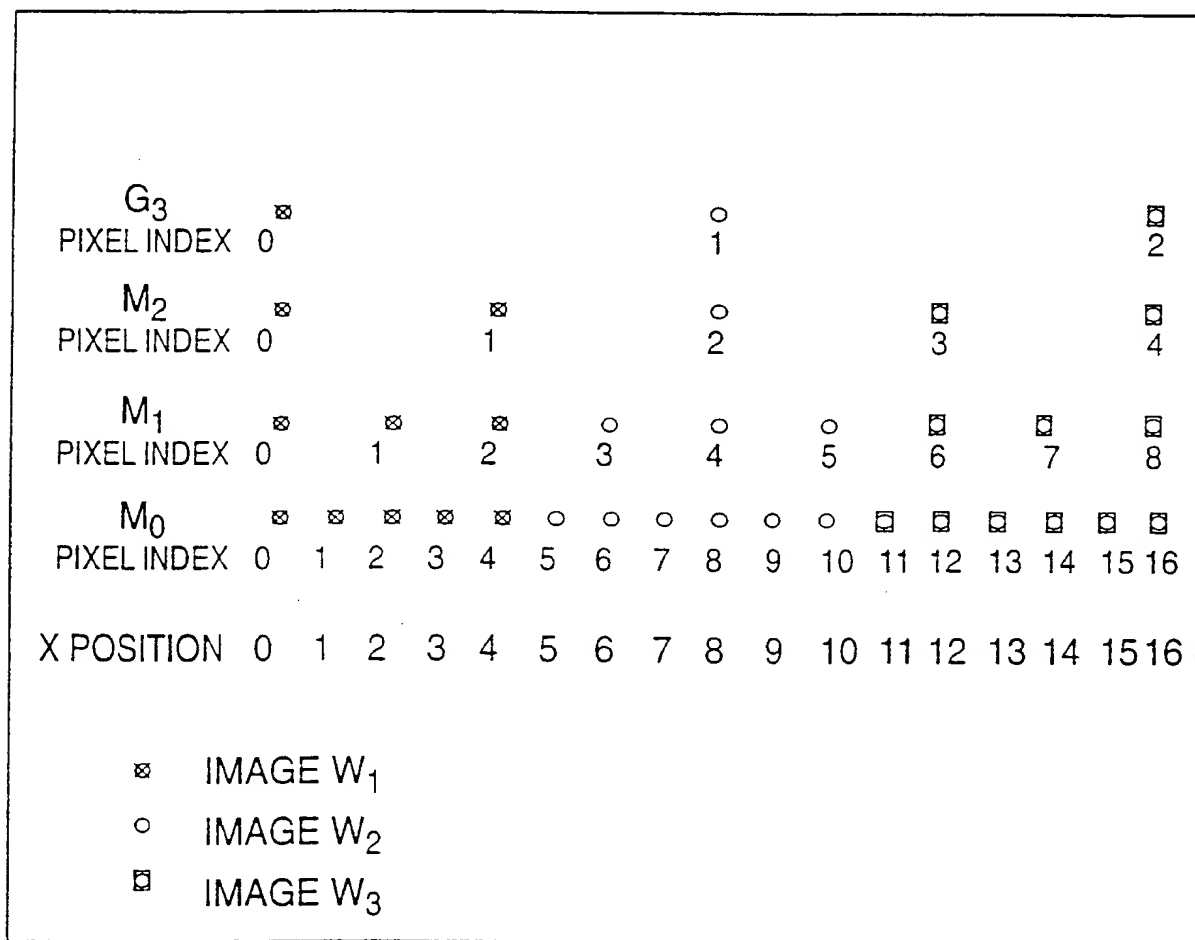 G3
PIXEL INDEX 0 1 2
M2
PIXEL INDEX 0 1 2 3 4
M1
PIXEL INDEX 0 1 2 3 4 5 6 7 8
M0
PIXEL INDEX 0 1 2 3 4 5 6 7 8 9 10 11 12 13 14 15 16
X POSITION 0 1 2 3 4 5 6 7 8 9 10 11 12 13 14 15 16
IMAGE W1
IMAGE W2
IMAGE W3